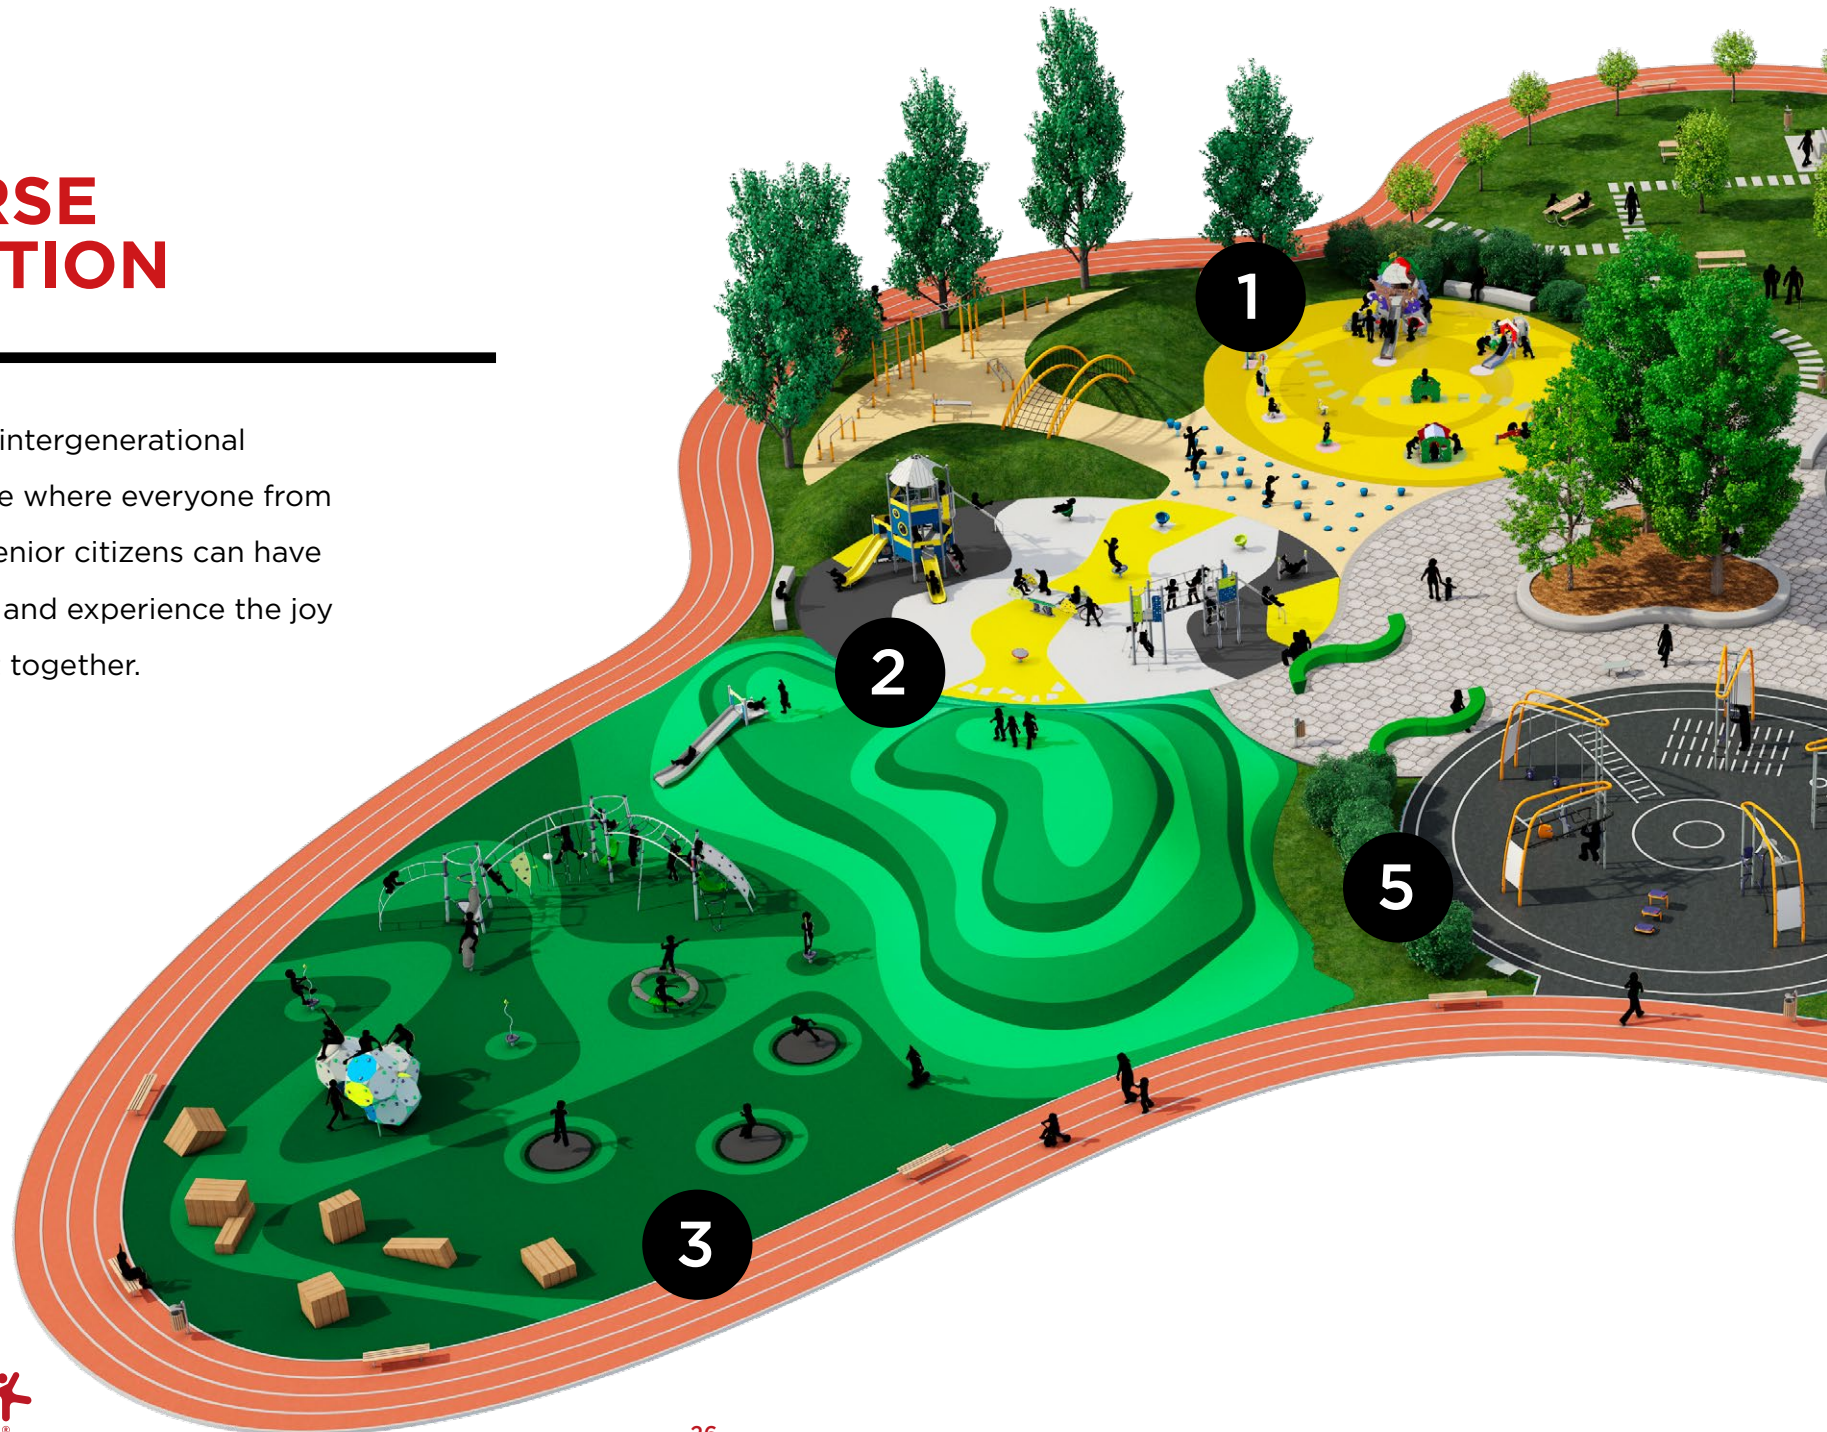 RSE
TION
intergenerational
e where everyone from
enior citizens can have
and experience the joy
together.
1
2
5
3
®
26